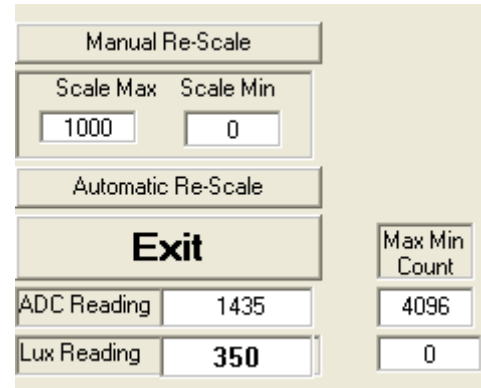 Manual Re-Scale
Scale Max Scale Min
1000 0
Automatic Re-Scale
Exit
Max Min
Count
ADC Reading 1435 4096
Lux Reading 350 0